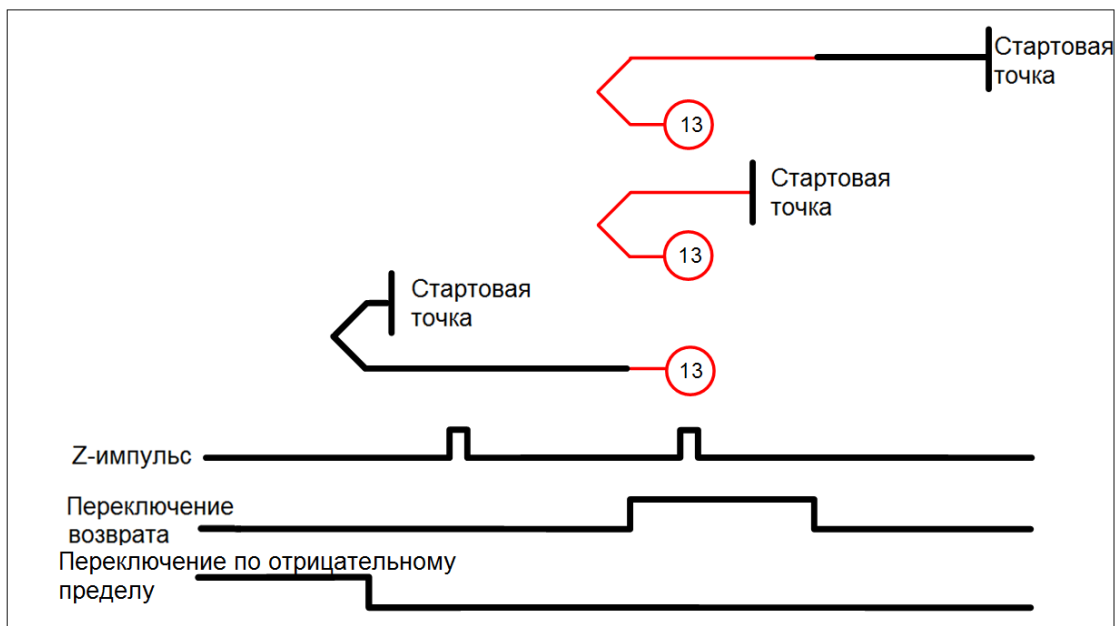 Стартовая
точка
13
Стартовая
точка
13
Стартовая
точка
13
Z-импульс
Переключение
возврата
Переключение по отрицательному
пределу